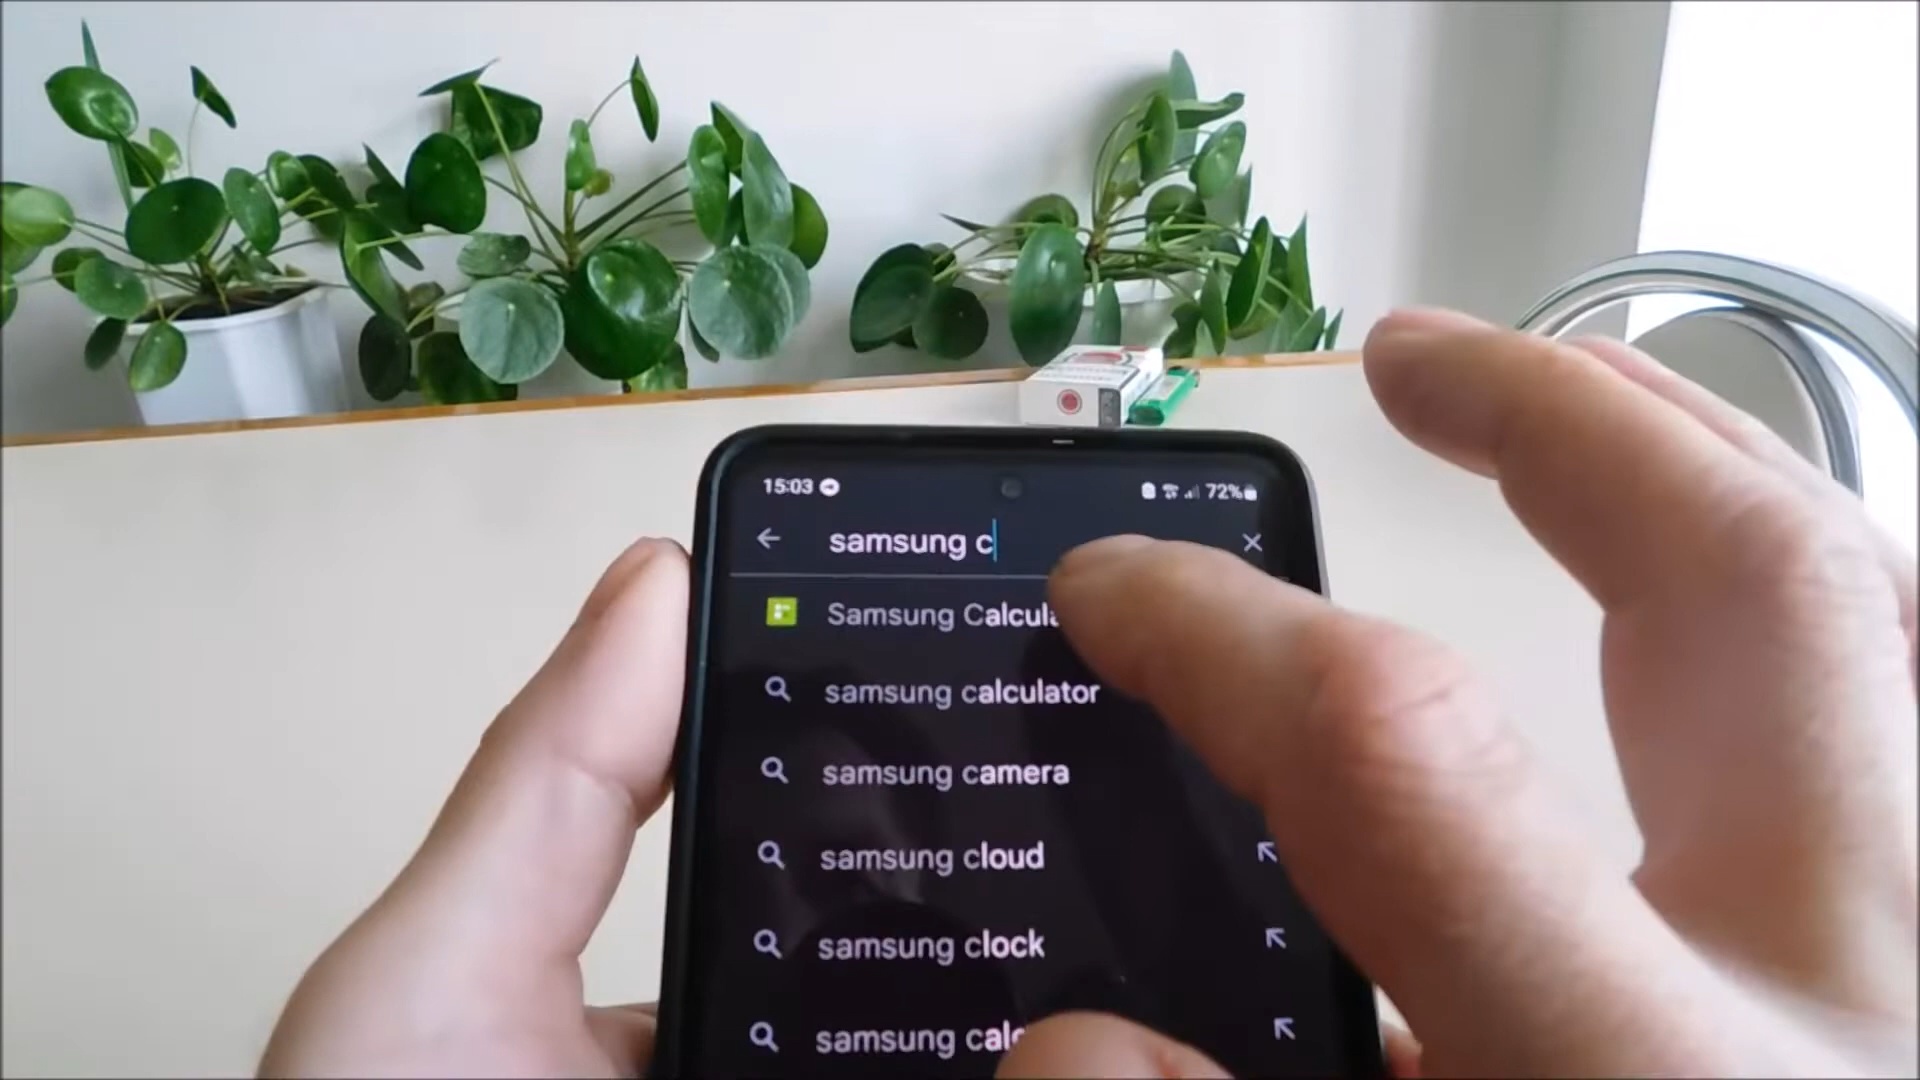 15:03 72%
samsung c
Samsung Calcula
samsung calculator
samsung camera
samsung cloud
samsung clock
samsung calc